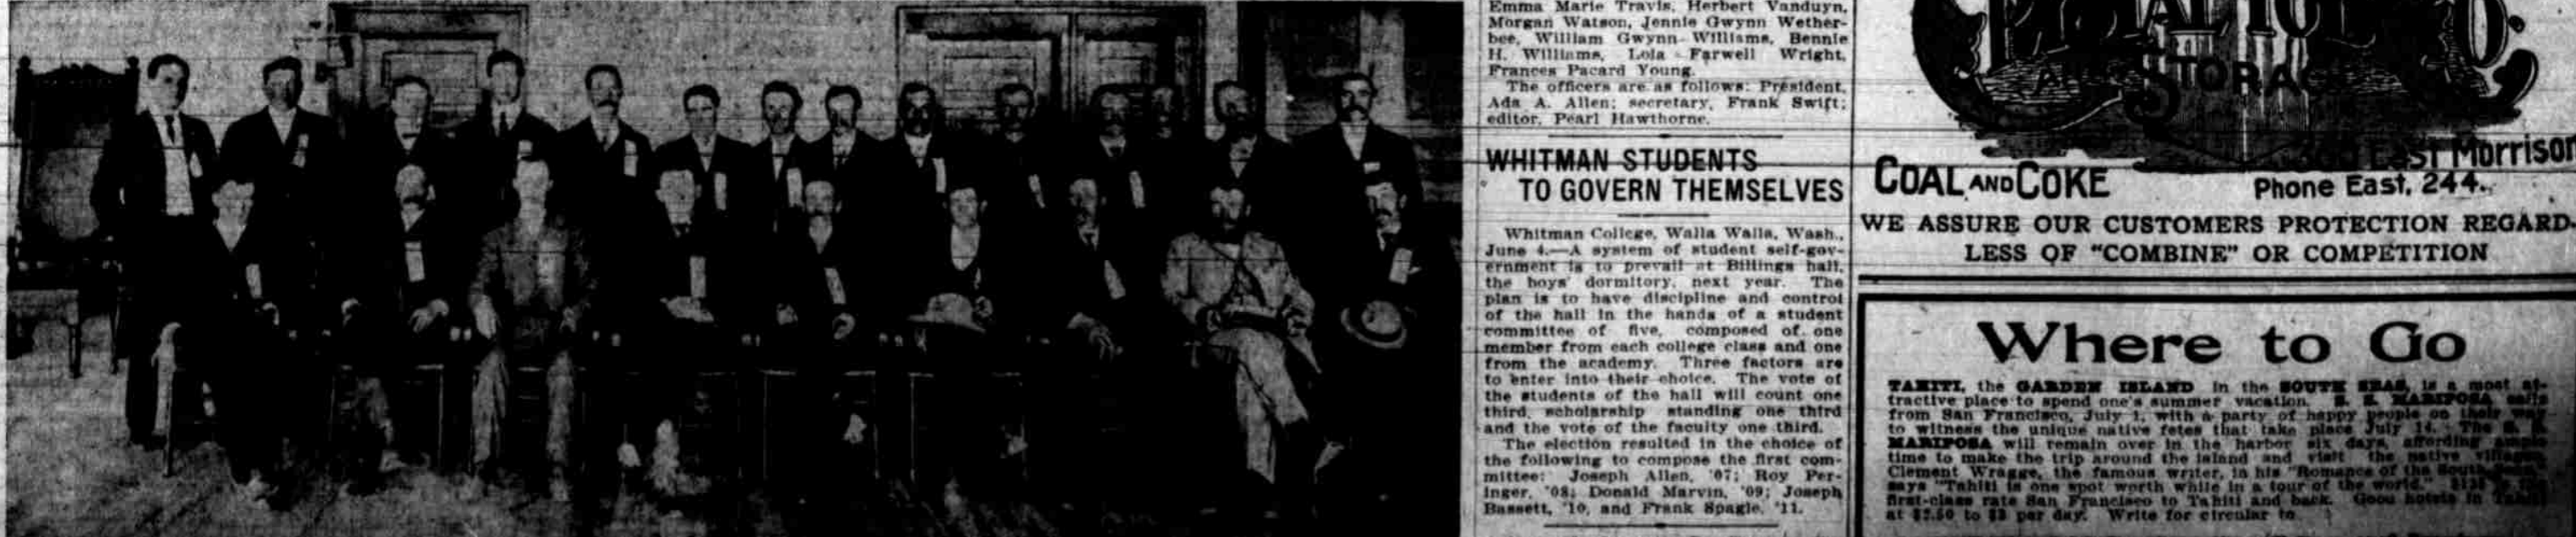 Emma Marie Travis, Herbert Vanduyn,
Morgan Watson, Jennie Gwynn Wether-
bee, William Gwynn Williams, Bennie
H. Williams, Lola Farwell Wright,
Frances Pacard Young.
The officers are as follows: President,
Ada A. Allen; secretary, Frank Swift;
editor, Pearl Hawthorne.
WHITMAN STUDENTS
TO GOVERN THEMSELVES
Whitman College, Walla Walla, Wash.,
June 4.—A system of student self-gov-
ernment is to prevail at Billings hall,
the boys' dormitory, next year. The
plan is to have discipline and control
of the hall in the hands of a student
committee of five, composed of one
member from each college class and one
from the academy. Three factors are
to enter into their choice. The vote of
the students of the hall will count one
third, scholarship standing one third
and the vote of the faculty one third.
The election resulted in the choice of
the following to compose the first com-
mittee: Joseph Allen, '07; Roy Per-
inger, '08; Donald Marvin, '09; Joseph
Bassett, '10, and Frank Spagle, '11.
STORA
East Morrison
COAL AND COKE
Phone East, 244.
WE ASSURE OUR CUSTOMERS PROTECTION REGARD-
LESS OF "COMBINE" OR COMPETITION
Where to Go
TAHITI, the GARDEN ISLAND in the SOUTH SEAS, is a most at-
tractive place to spend one's summer vacation. S. S. MARIPOSA sails
from San Francisco, July 1, with a party of happy people on their way
to witness the unique native fetes that take place July 14. The S. S.
MARIPOSA will remain over in the harbor six days, affording ample
time to make the trip around the island and visit the native villages.
Clement Wragge, the famous writer, in his "Romance of the South Seas,"
says "Tahiti is one spot worth while in a tour of the world."
first-class rate San Francisco to Tahiti and back. Good hotels in Tahiti
at $2.50 to $3 per day. Write for circular to